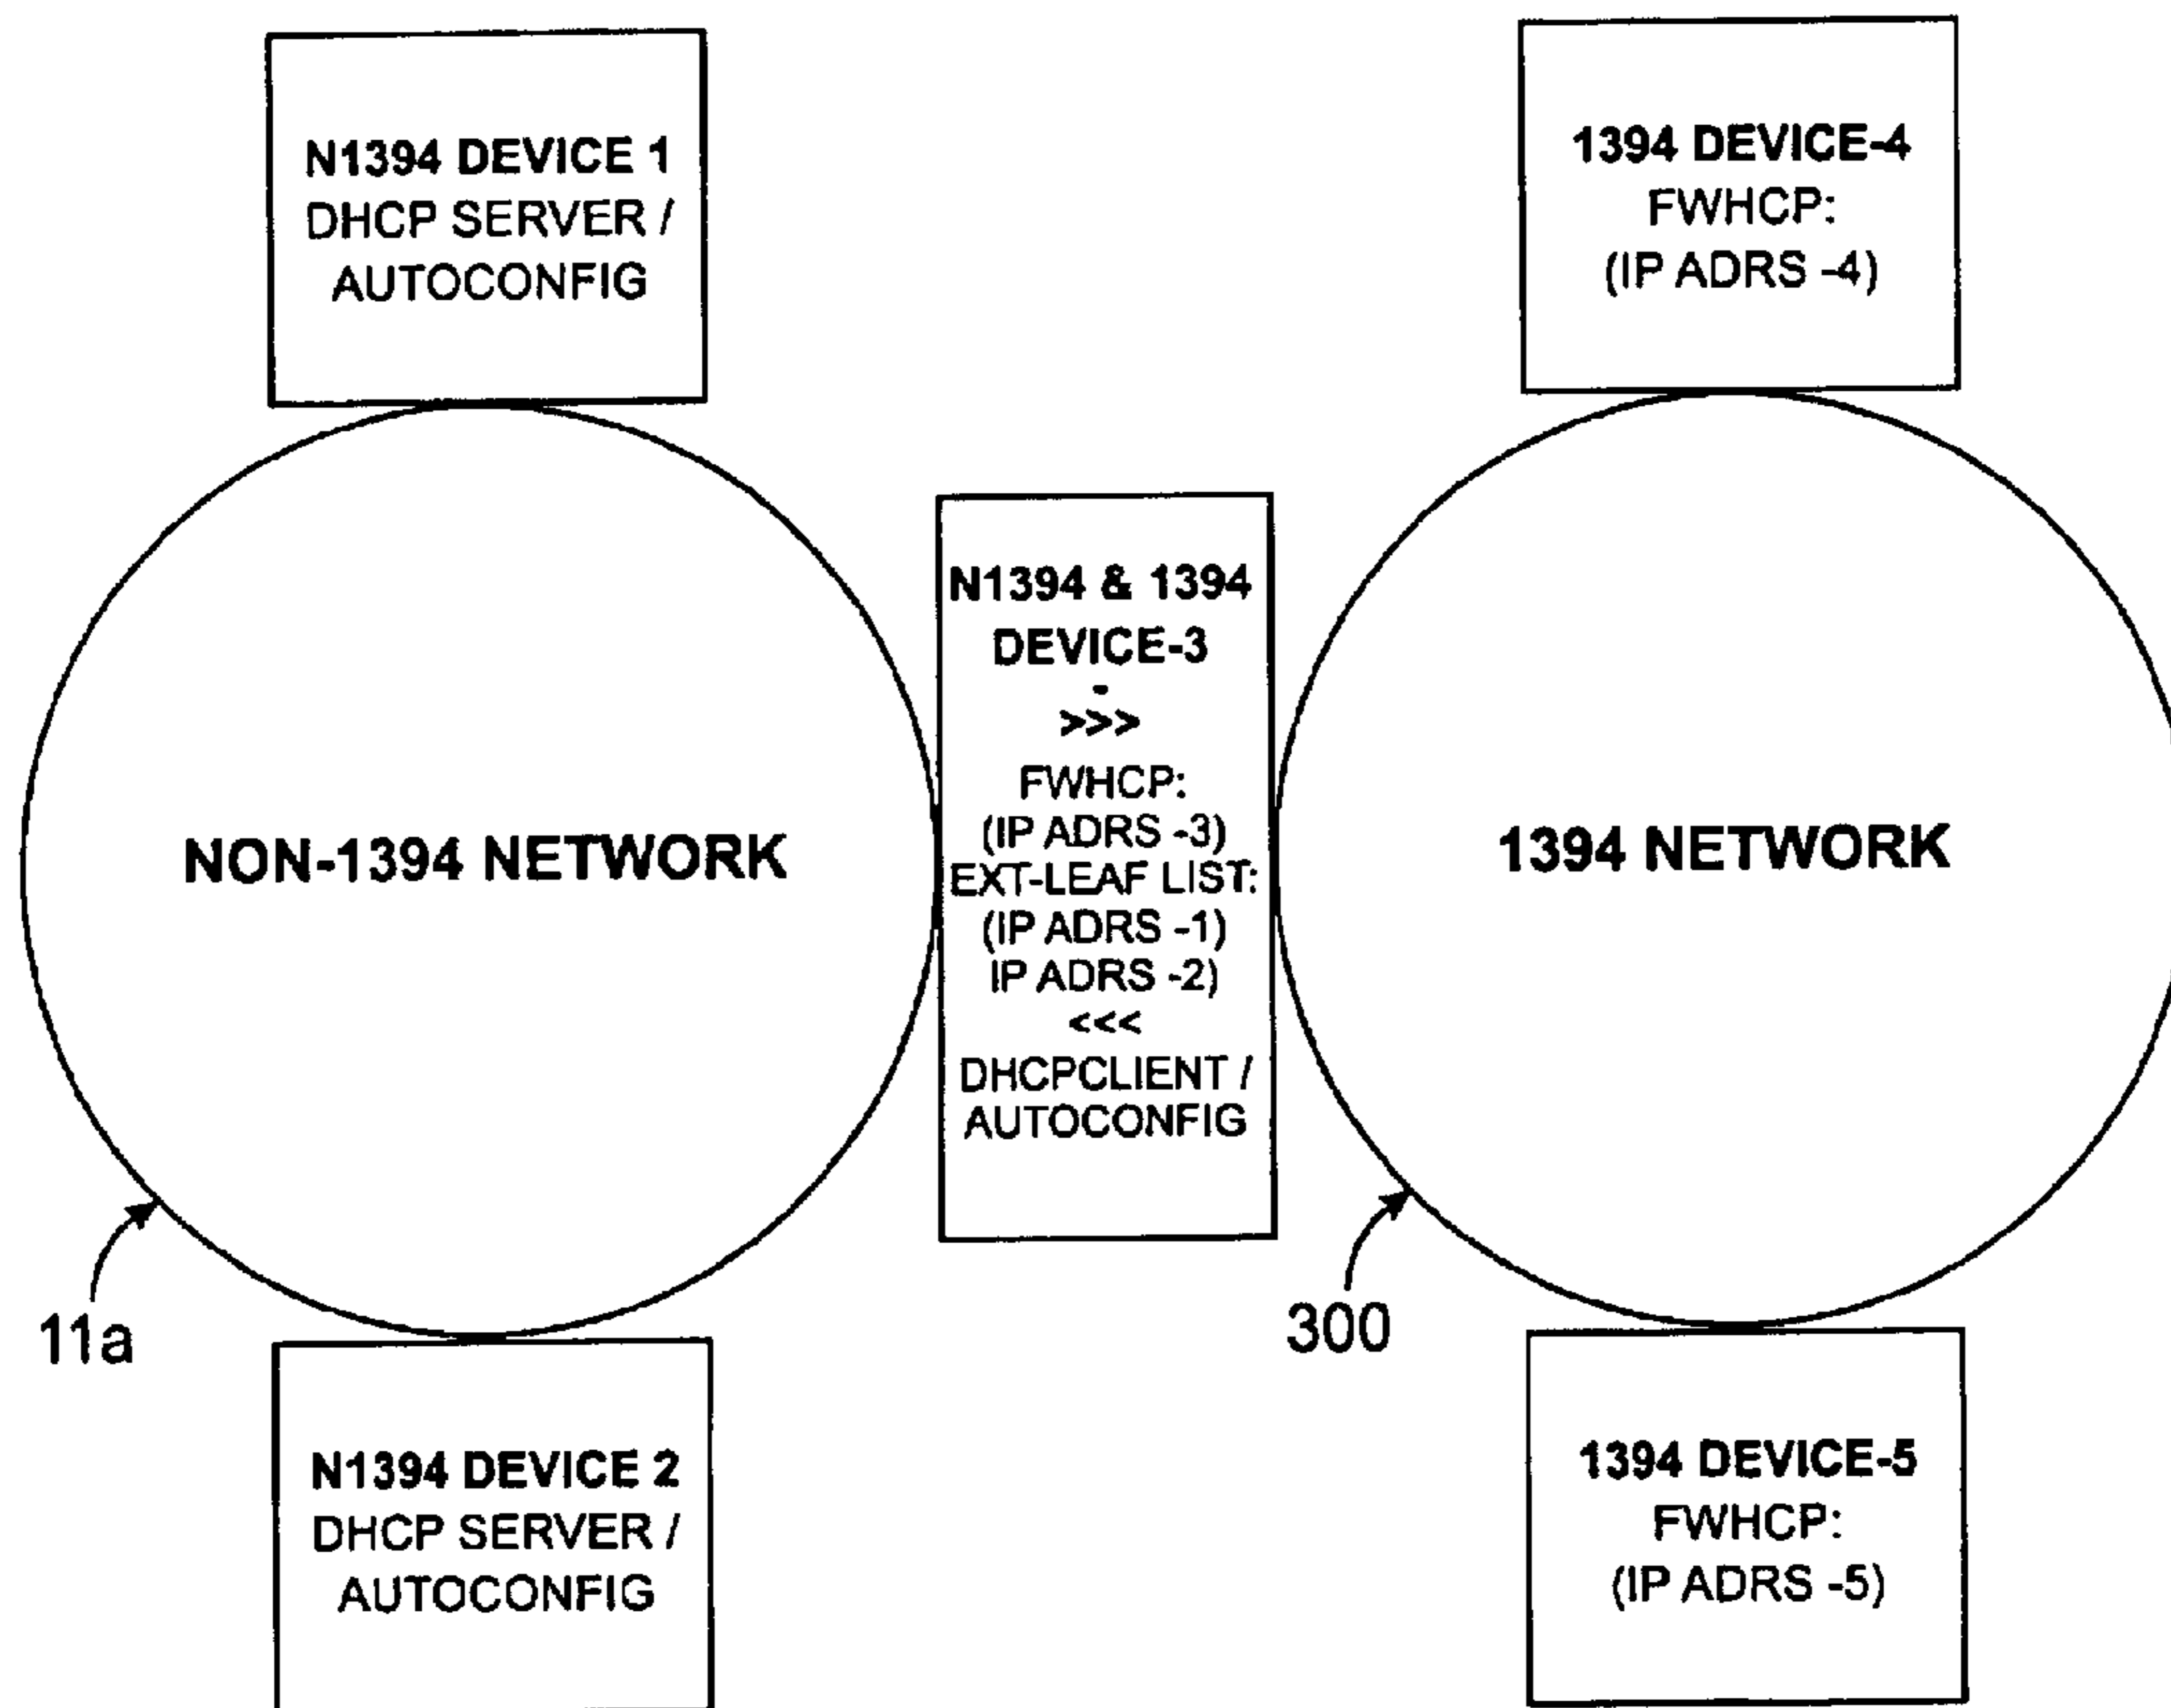 N1394 DEVICE 1
DHCP SERVER /
AUTOCONFIG
1394 DEVICE-4
FWHCP:
(IP ADRS -4)
NON-1394 NETWORK
N1394 & 1394
DEVICE-3
-
>>>
FWHCP:
(IP ADRS -3)
EXT-LEAF LIST:
(IP ADRS -1)
IP ADRS -2)
<<<
DHCPCLIENT /
AUTOCONFIG
1394 NETWORK
11a
300
N1394 DEVICE 2
DHCP SERVER /
AUTOCONFIG
1394 DEVICE-5
FWHCP:
(IP ADRS -5)